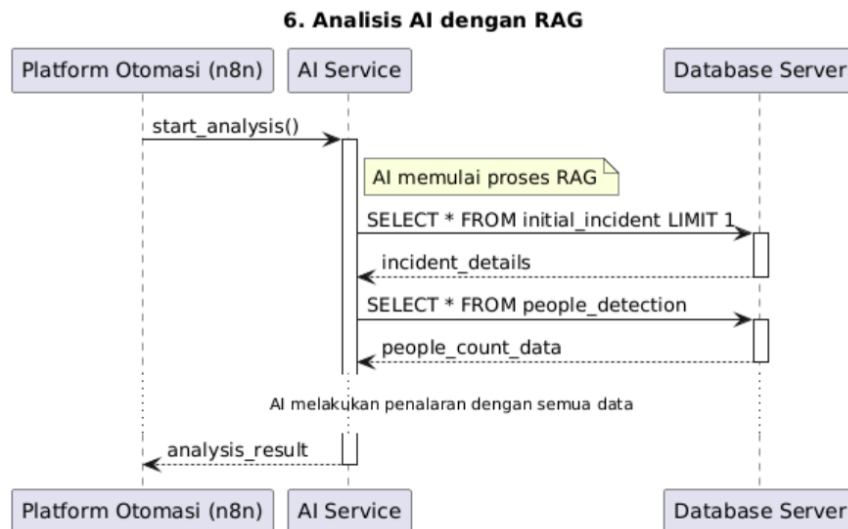 6. Analisis AI dengan RAG
Platform Otomasi (n8n) AI Service Database Server
start_analysis()
AI memulai proses RAG
SELECT * FROM initial_incident LIMIT 1
incident_details
SELECT * FROM people_detection
people_count_data
AI melakukan penalaran dengan semua data
analysis_result
Platform Otomasi (n8n) AI Service Database Server